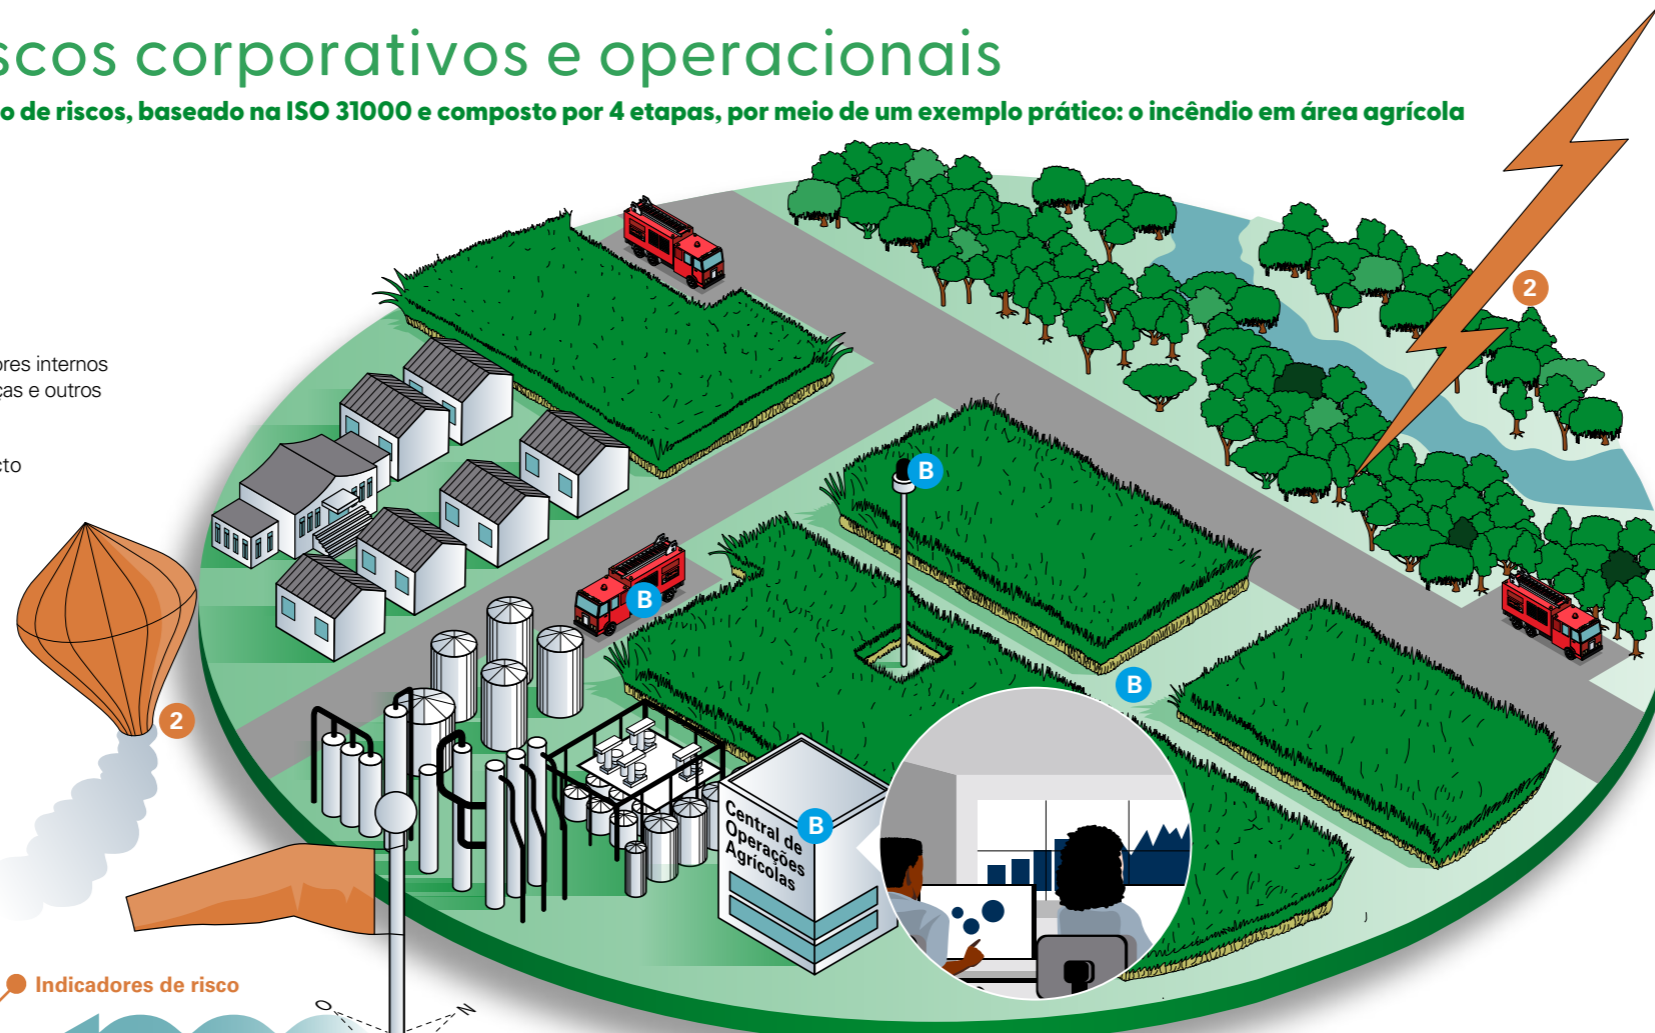 scos corporativos e operacionais
o de riscos, baseado na ISO 31000 e composto por 4 etapas, por meio de um exemplo prático: o incêndio em área agrícola
2
ores internos
ças e outros
cto
B
B
B
2
Central de
Operações
Agrícolas
B
Indicadores de risco
O
N